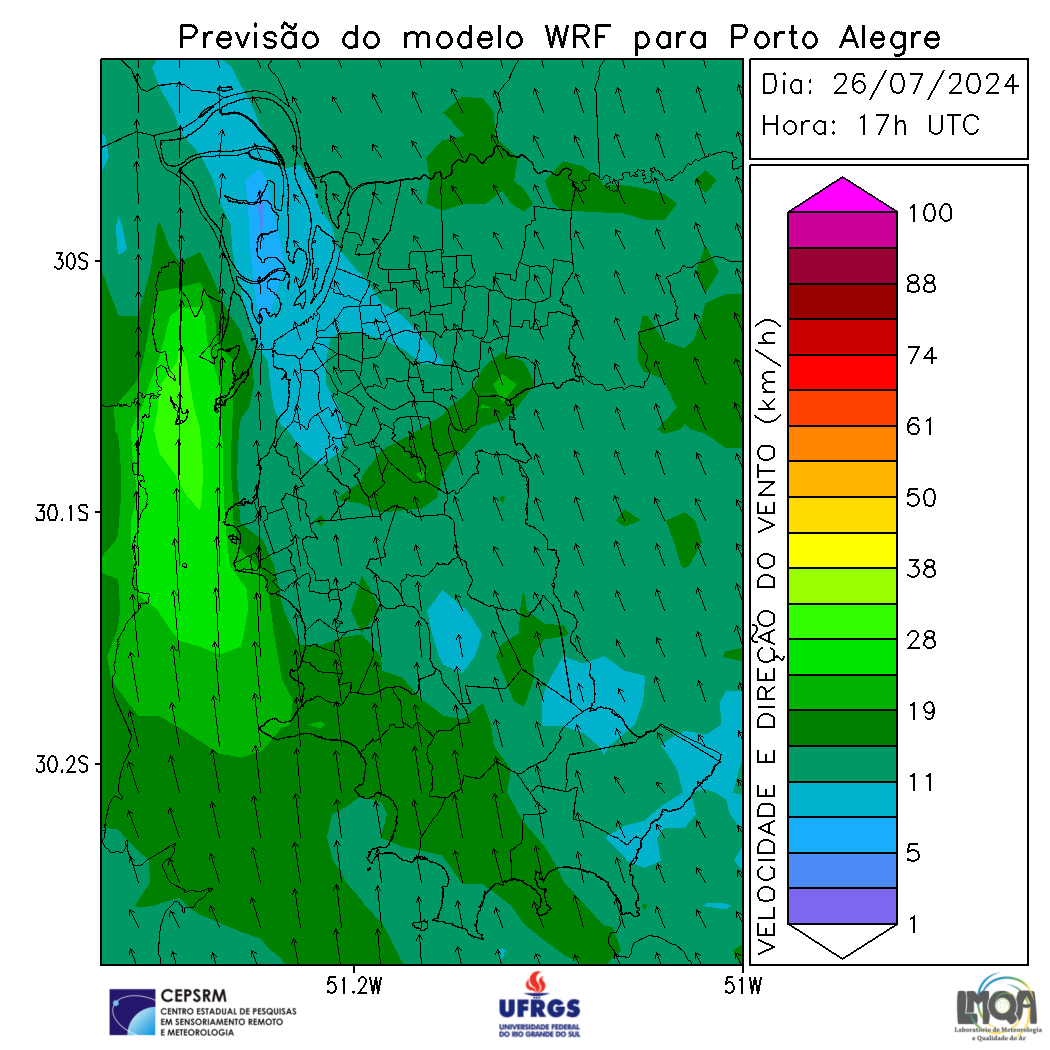 Previsão do modelo WRF para Porto Alegre
Dia: 26/07/2024
Hora: 17h UTC
30S
30.1S
30.2S
51.2W
51W
VELOCIDADE E DIREÇÃO DO VENTO (km/h)
100
88
74
61
50
38
28
19
11
5
1
CEPSRM
CENTRO ESTADUAL DE PESQUISAS
EM SENSORIAMENTO REMOTO
E METEOROLOGIA
UFRGS
UNIVERSIDADE FEDERAL
DO RIO GRANDE DO SUL
LMQA
Laboratório de Meteorologia
e Qualidade do Ar